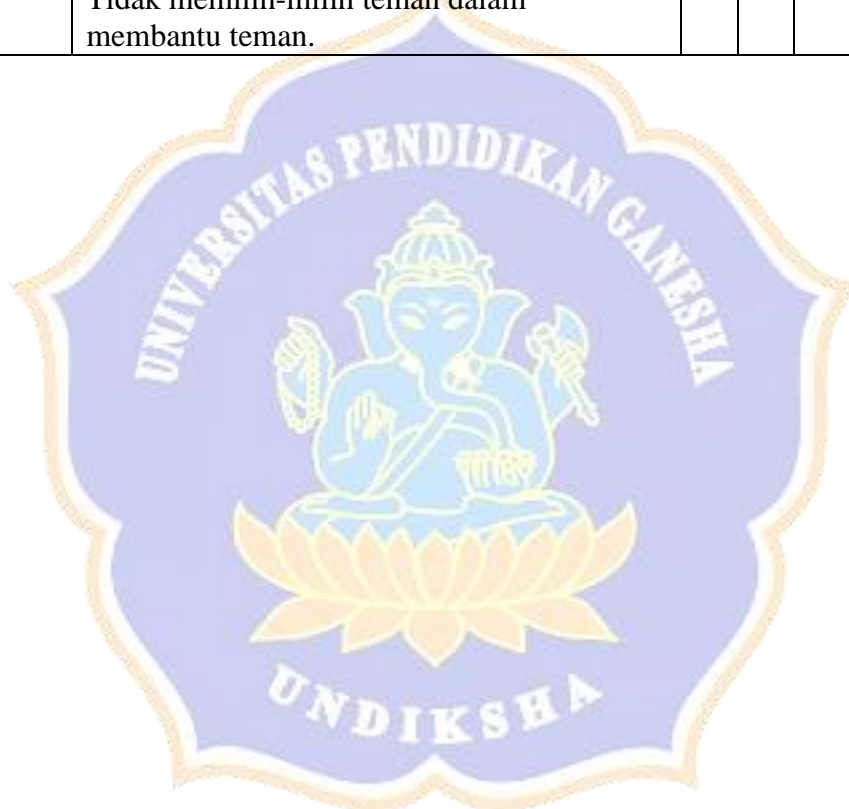 Tidak memilih-milih teman dalam
membantu teman.
UNIVERSITAS PENDIDIKAN GANESHA
UNDIKSHA